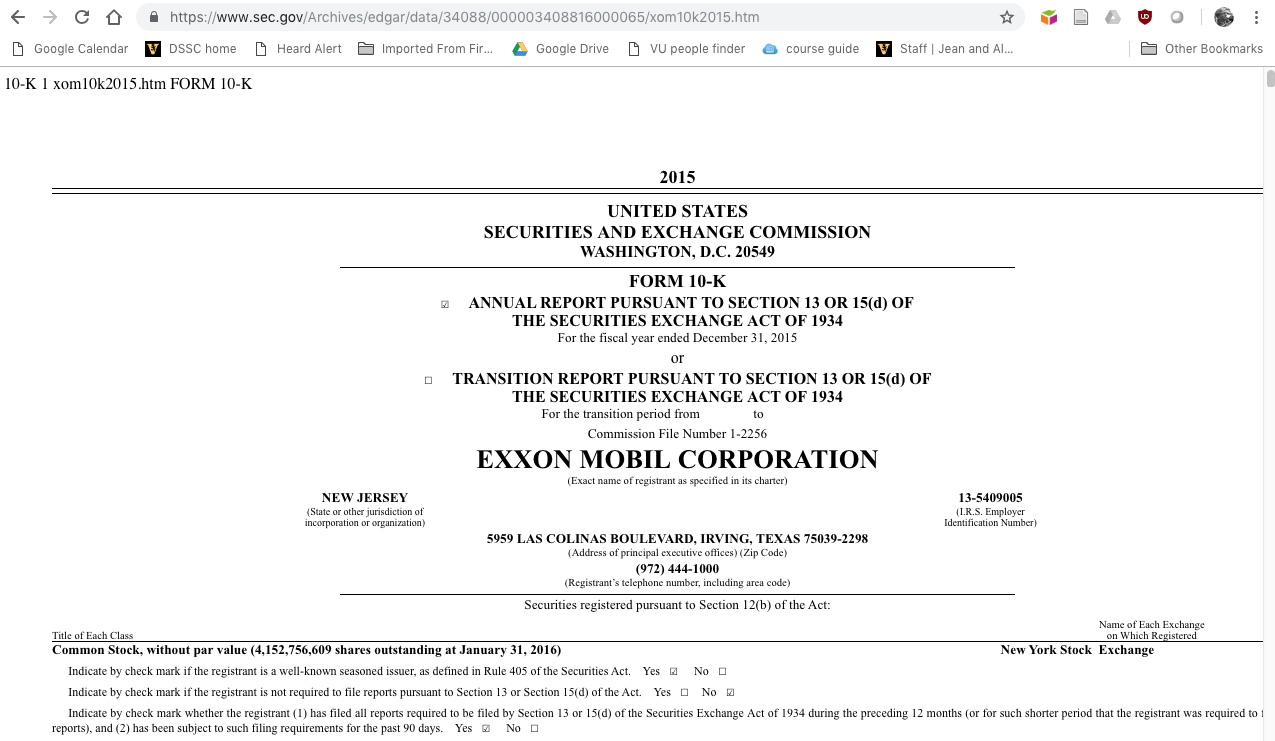 https://www.sec.gov/Archives/edgar/data/34088/000003408816000065/xom10k2015.htm
Google Calendar DSSC home Heard Alert Imported From Fir... Google Drive VU people finder course guide Staff | Jean and Al... Other Bookmarks
10-K 1 xom10k2015.htm FORM 10-K
2015
UNITED STATES
SECURITIES AND EXCHANGE COMMISSION
WASHINGTON, D.C. 20549
FORM 10-K
☑ ANNUAL REPORT PURSUANT TO SECTION 13 OR 15(d) OF
THE SECURITIES EXCHANGE ACT OF 1934
For the fiscal year ended December 31, 2015
or
☐ TRANSITION REPORT PURSUANT TO SECTION 13 OR 15(d) OF
THE SECURITIES EXCHANGE ACT OF 1934
For the transition period from to
Commission File Number 1-2256
EXXON MOBIL CORPORATION
(Exact name of registrant as specified in its charter)
NEW JERSEY 13-5409005
(State or other jurisdiction of (I.R.S. Employer
incorporation or organization) Identification Number)
5959 LAS COLINAS BOULEVARD, IRVING, TEXAS 75039-2298
(Address of principal executive offices) (Zip Code)
(972) 444-1000
(Registrant's telephone number, including area code)
Securities registered pursuant to Section 12(b) of the Act:
Name of Each Exchange
Title of Each Class on Which Registered
Common Stock, without par value (4,152,756,609 shares outstanding at January 31, 2016) New York Stock Exchange
Indicate by check mark if the registrant is a well-known seasoned issuer, as defined in Rule 405 of the Securities Act. Yes ☑ No ☐
Indicate by check mark if the registrant is not required to file reports pursuant to Section 13 or Section 15(d) of the Act. Yes ☐ No ☑
Indicate by check mark whether the registrant (1) has filed all reports required to be filed by Section 13 or 15(d) of the Securities Exchange Act of 1934 during the preceding 12 months (or for such shorter period that the registrant was required to
reports), and (2) has been subject to such filing requirements for the past 90 days. Yes ☑ No ☐